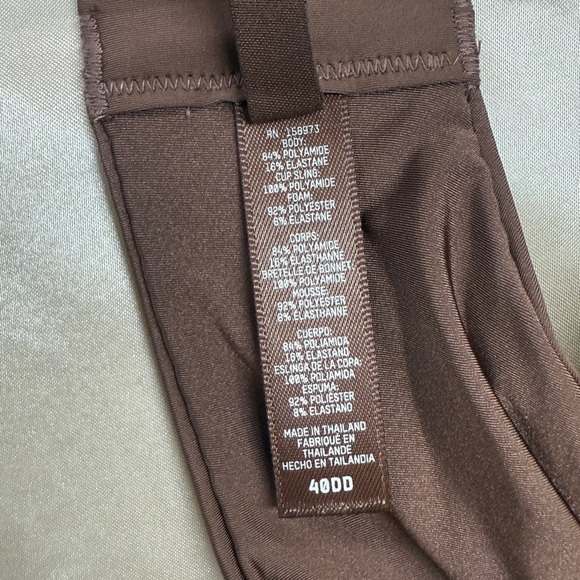 RN 158973
BODY:
84% POLYAMIDE
16% ELASTANE
CUP SLING:
100% POLYAMIDE
FOAM:
92% POLYESTER
8% ELASTANE
CORPS:
84% POLYAMIDE
16% ELASTHANNE
BRETELLE DE BONNET:
100% POLYAMIDE
MOUSSE:
92% POLYESTER
8% ELASTHANNE
CUERPO:
84% POLIAMIDA
16% ELASTANO
ESLINGA DE LA COPA:
100% POLIAMIDA
ESPUMA:
92% POLIÉSTER
8% ELASTANO
MADE IN THAILAND
FABRIQUÉ EN
THAILANDE
HECHO EN TAILANDIA
40DD